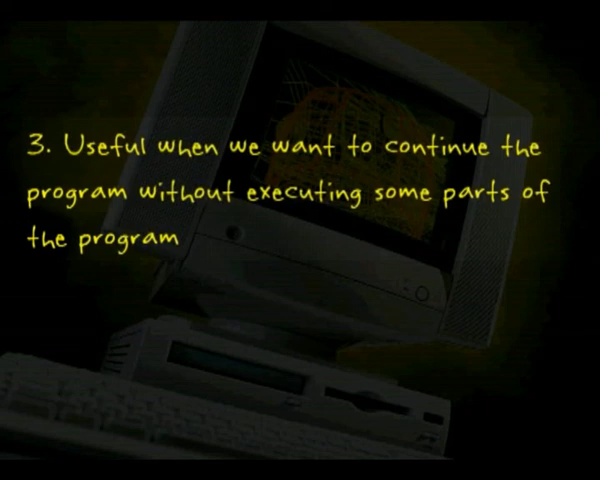 3. Useful when we want to continue the
program without executing some parts of
the program